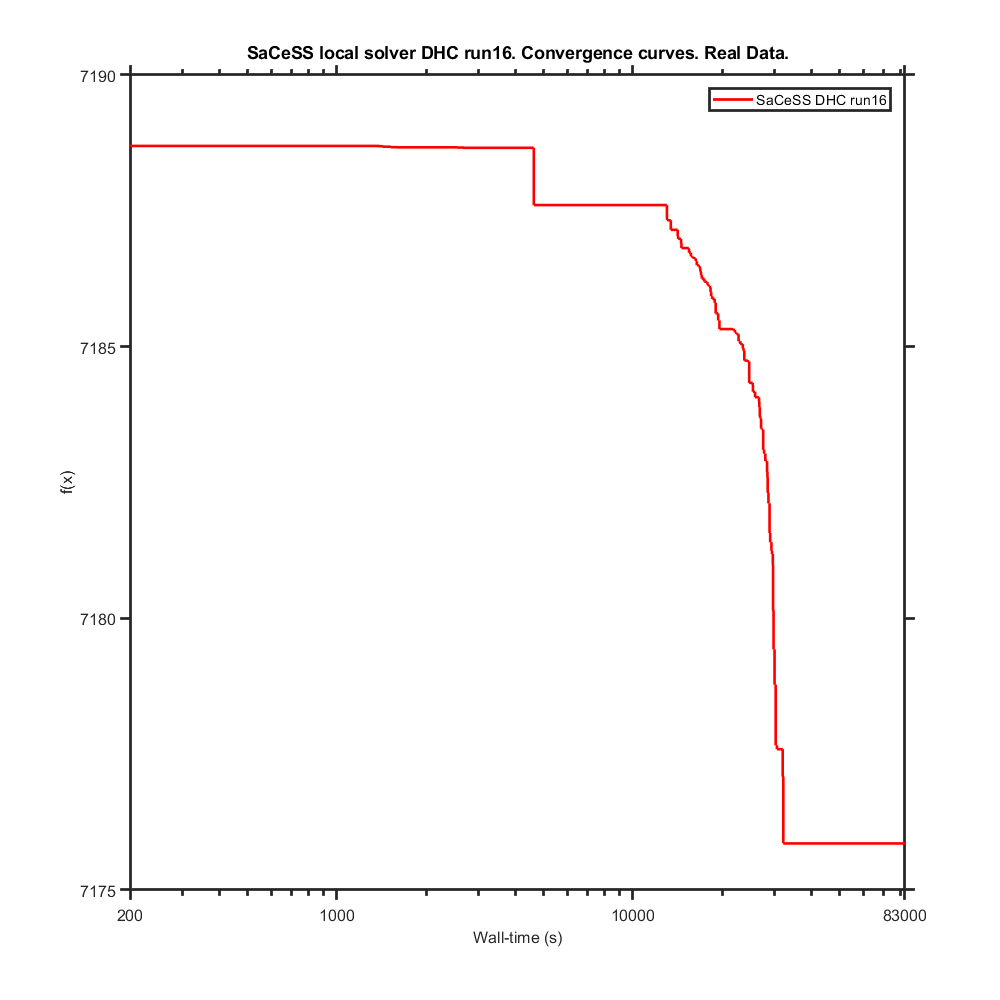 SaCeSS local solver DHC run16. Convergence curves. Real Data.
SaCeSS DHC run16
7190
7185
7180
7175
f(x)
200
1000
10000
83000
Wall-time (s)